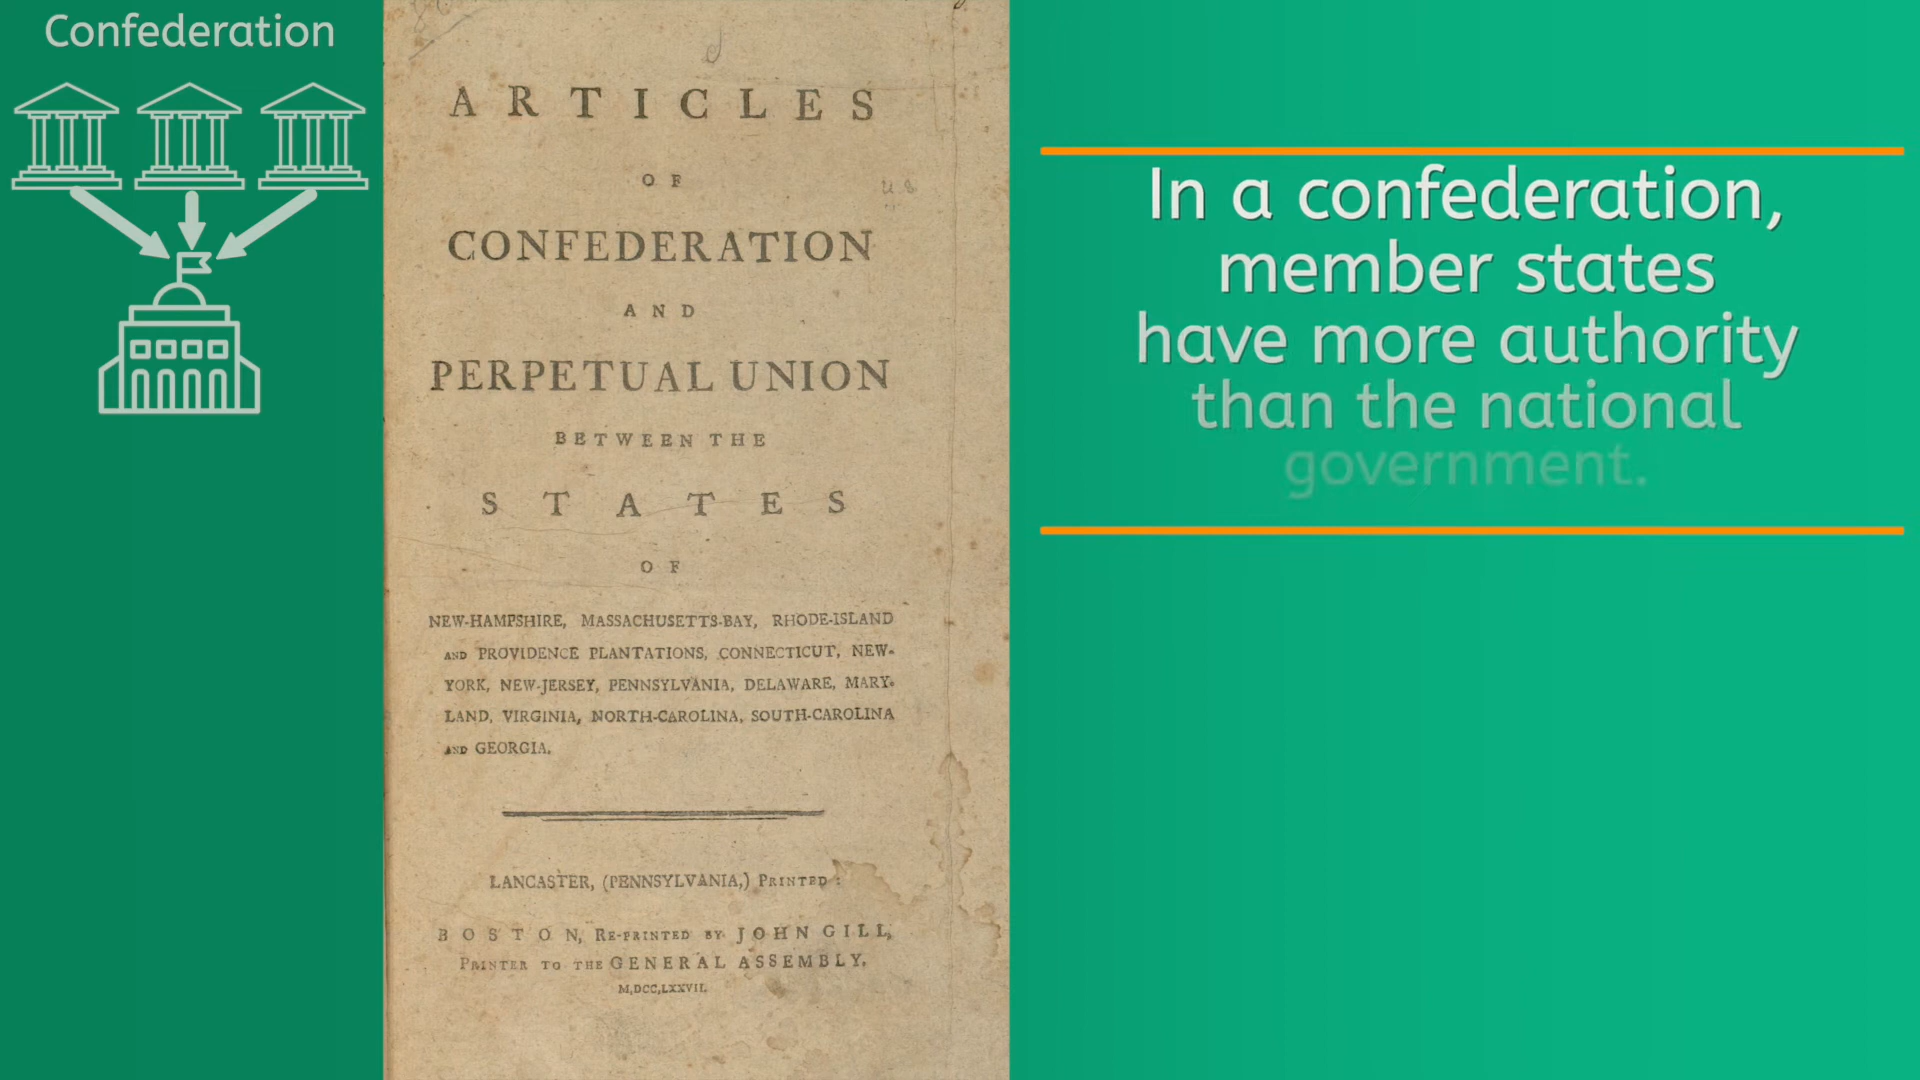 Confederation
ARTICLES
OF
CONFEDERATION
AND
PERPETUAL UNION
BETWEEN THE
STATES
OF
NEW-HAMPSHIRE, MASSACHUSETTS-BAY, RHODE-ISLAND
AND PROVIDENCE PLANTATIONS, CONNECTICUT, NEW-
YORK, NEW-JERSEY, PENNSYLVANIA, DELAWARE, MARY-
LAND, VIRGINIA, NORTH-CAROLINA, SOUTH-CAROLINA
AND GEORGIA.
LANCASTER, (PENNSYLVANIA,) PRINTED:
BOSTON, RE-PRINTED BY JOHN GILL,
PRINTER TO THE GENERAL ASSEMBLY.
M,DCC,LXXVII.
In a confederation,
member states
have more authority
than the national
government.